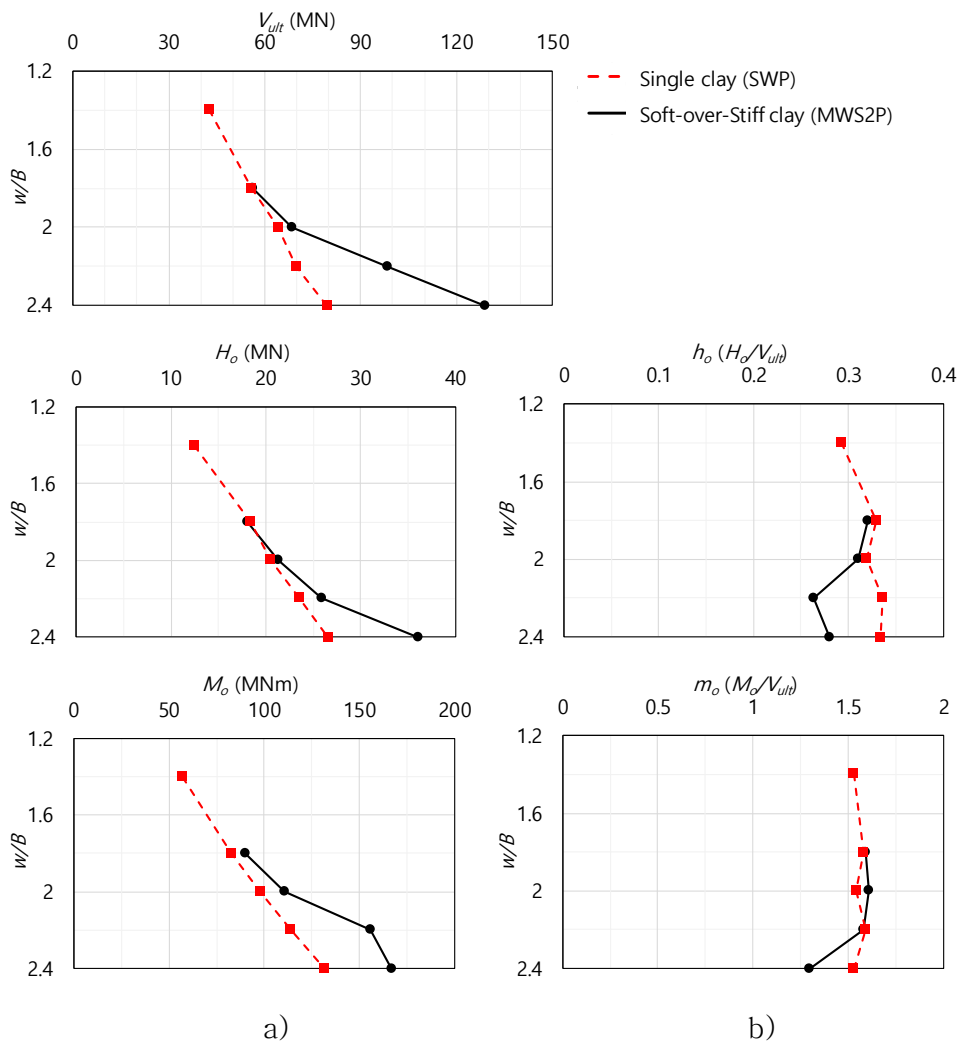 V_ult (MN)
0 30 60 90 120 150
1.2
1.6
2
2.4
w/B
Single clay (SWP)
Soft-over-Stiff clay (MWS2P)
H_o (MN)
0 10 20 30 40
1.2
1.6
2
2.4
w/B
h_o (H_o/V_ult)
0 0.1 0.2 0.3 0.4
1.2
1.6
2
2.4
w/B
M_o (MNm)
0 50 100 150 200
1.2
1.6
2
2.4
w/B
m_o (M_o/V_ult)
0 0.5 1 1.5 2
1.2
1.6
2
2.4
w/B
a)
b)